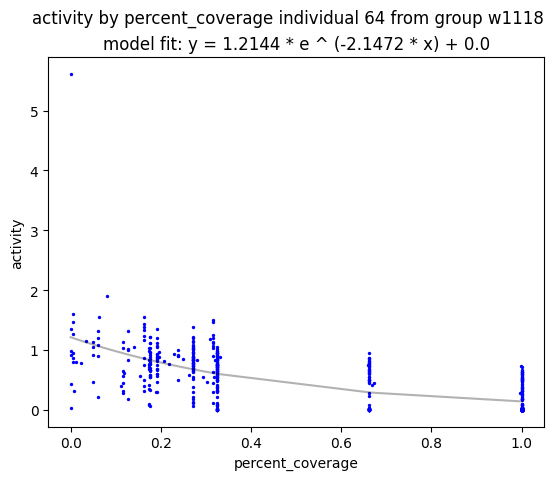 activity by percent_coverage individual 64 from group w1118
model fit: y = 1.2144 * e ^ (-2.1472 * x) + 0.0
5
4
3
2
1
0
activity
0.0 0.2 0.4 0.6 0.8 1.0
percent_coverage